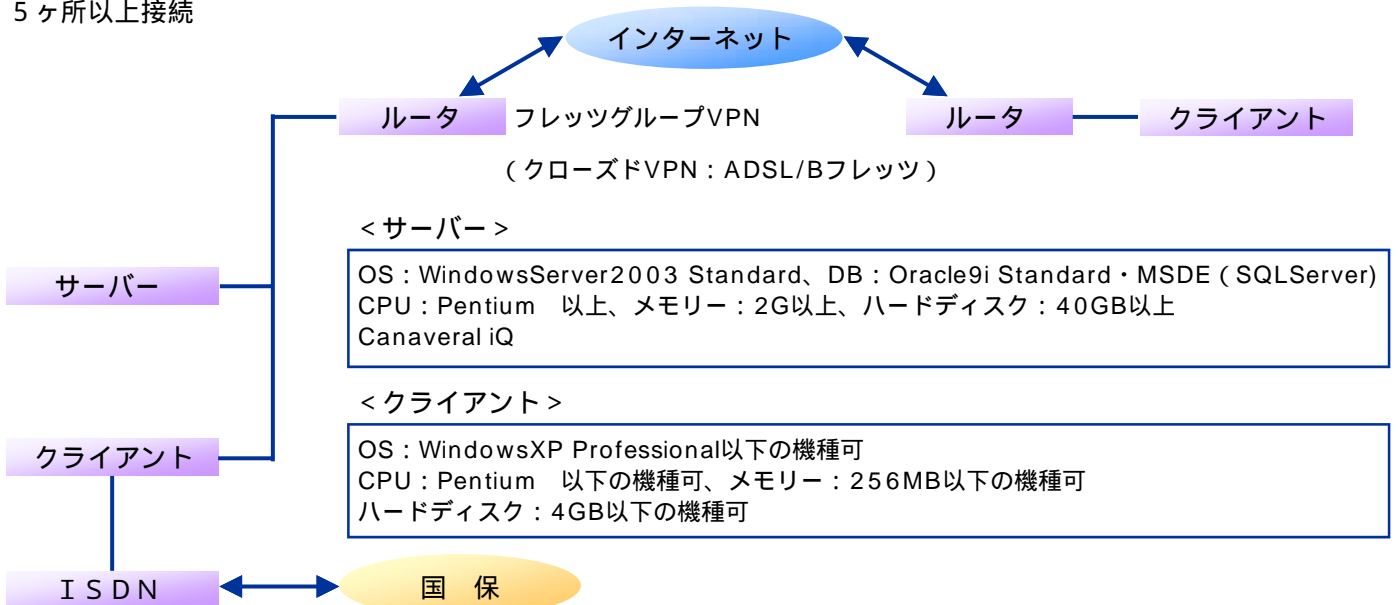 ５ヶ所以上接続
インターネット
ルータ フレッツグループVPN ルータ クライアント
（クローズドVPN：ADSL/Bフレッツ）
＜サーバー＞
サーバー
OS：WindowsServer2003 Standard、DB：Oracle9i Standard・MSDE（SQLServer)
CPU：Pentium　以上、メモリー：2G以上、ハードディスク：40GB以上
Canaveral iQ
＜クライアント＞
クライアント
OS：WindowsXP Professional以下の機種可
CPU：Pentium　以下の機種可、メモリー：256MB以下の機種可
ハードディスク：4GB以下の機種可
ＩＳＤＮ 国　保